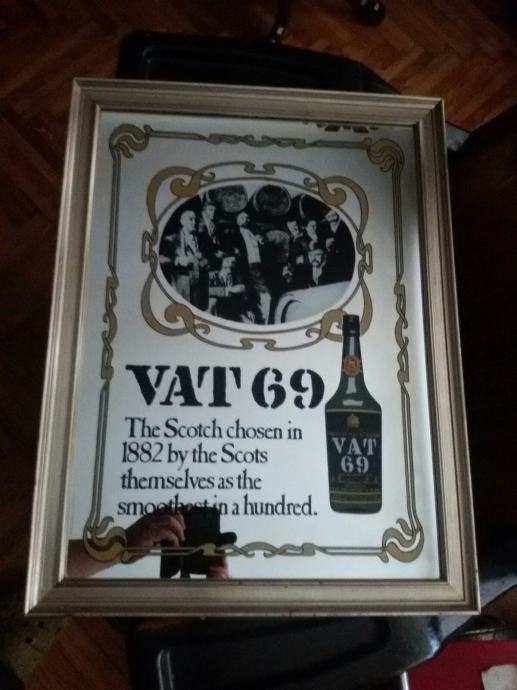 VAT 69
The Scotch chosen in
1882 by the Scots
themselves as the
smoothest in a hundred.
VAT
69